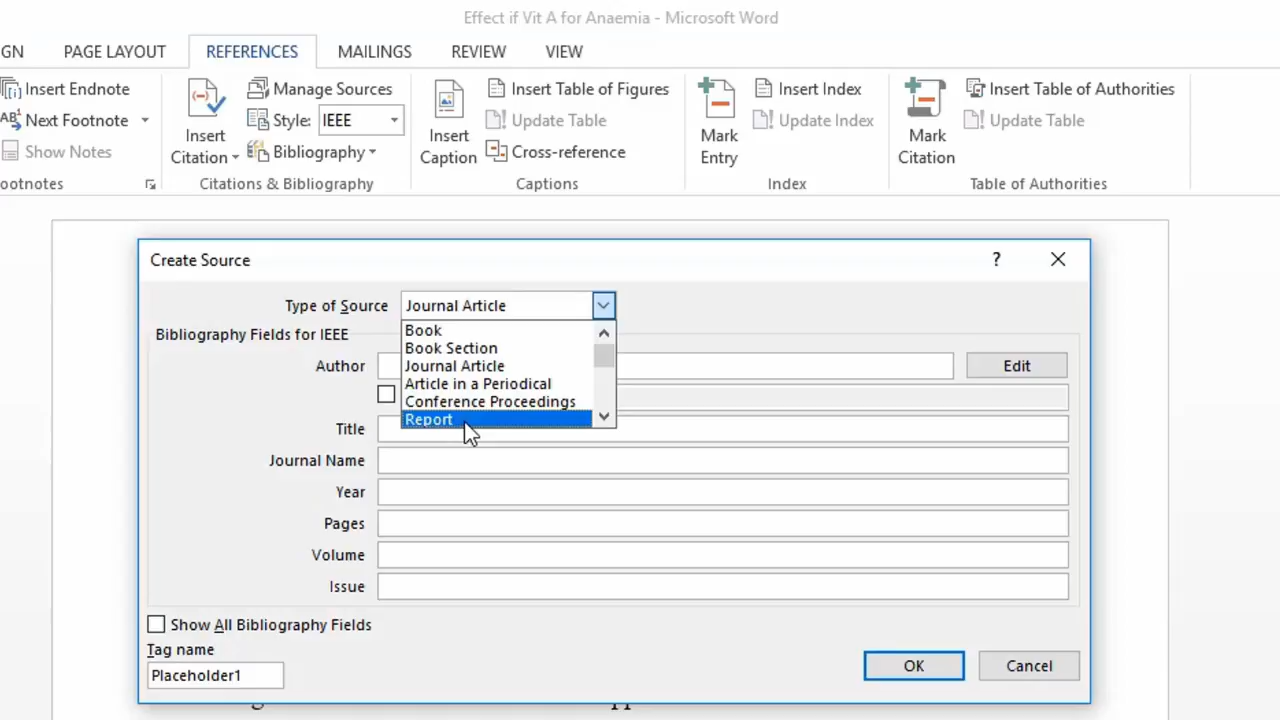 Effect if Vit A for Anaemia - Microsoft Word
GN PAGE LAYOUT REFERENCES MAILINGS REVIEW VIEW
Insert Endnote
AB Next Footnote
Show Notes
ootnotes
Insert
Citation
Manage Sources
Style: IEEE
Bibliography
Citations & Bibliography
Insert
Caption
Insert Table of Figures
Update Table
Cross-reference
Captions
Mark
Entry
Insert Index
Update Index
Index
Mark
Citation
Insert Table of Authorities
Update Table
Table of Authorities
Create Source
?
Type of Source Journal Article
Book
Book Section
Journal Article
Article in a Periodical
Conference Proceedings
Report
Bibliography Fields for IEEE
Author
Edit
Title
Journal Name
Year
Pages
Volume
Issue
Show All Bibliography Fields
Tag name
Placeholder1
OK
Cancel